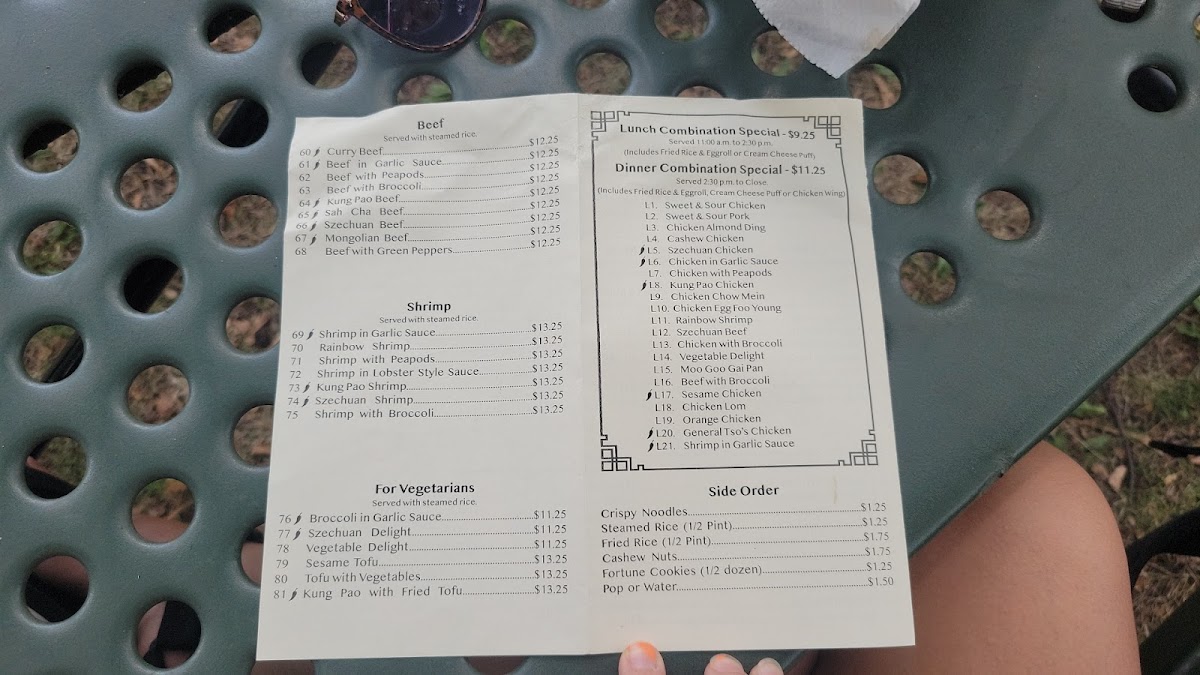 Beef
Served with steamed rice.
60 Curry Beef........$12.25
61 Beef in Garlic Sauce........$12.25
62 Beef with Peapods........$12.25
63 Beef with Broccoli........$12.25
64 Kung Pao Beef........$12.25
65 Sah Cha Beef........$12.25
66 Szechuan Beef........$12.25
67 Mongolian Beef........$12.25
68 Beef with Green Peppers........$12.25
Shrimp
Served with steamed rice.
69 Shrimp in Garlic Sauce........$13.25
70 Rainbow Shrimp........$13.25
71 Shrimp with Peapods........$13.25
72 Shrimp in Lobster Style Sauce........$13.25
73 Kung Pao Shrimp........$13.25
74 Szechuan Shrimp........$13.25
75 Shrimp with Broccoli........$13.25
For Vegetarians
Served with steamed rice.
76 Broccoli in Garlic Sauce........$11.25
77 Szechuan Delight........$11.25
78 Vegetable Delight........$11.25
79 Sesame Tofu........$13.25
80 Tofu with Vegetables........$13.25
81 Kung Pao with Fried Tofu........$13.25
Lunch Combination Special - $9.25
Served 11:00 a.m. to 2:30 p.m.
(Includes Fried Rice & Eggroll or Cream Cheese Puff)
Dinner Combination Special - $11.25
Served 2:30 p.m. to Close.
(Includes Fried Rice & Eggroll, Cream Cheese Puff or Chicken Wing)
L1. Sweet & Sour Chicken
L2. Sweet & Sour Pork
L3. Chicken Almond Ding
L4. Cashew Chicken
L5. Szechuan Chicken
L6. Chicken in Garlic Sauce
L7. Chicken with Peapods
L8. Kung Pao Chicken
L9. Chicken Chow Mein
L10. Chicken Egg Foo Young
L11. Rainbow Shrimp
L12. Szechuan Beef
L13. Chicken with Broccoli
L14. Vegetable Delight
L15. Moo Goo Gai Pan
L16. Beef with Broccoli
L17. Sesame Chicken
L18. Chicken Lom
L19. Orange Chicken
L20. General Tso's Chicken
L21. Shrimp in Garlic Sauce
Side Order
Crispy Noodles........$1.25
Steamed Rice (1/2 Pint)........$1.25
Fried Rice (1/2 Pint)........$1.75
Cashew Nuts........$1.75
Fortune Cookies (1/2 dozen)........$1.25
Pop or Water........$1.50